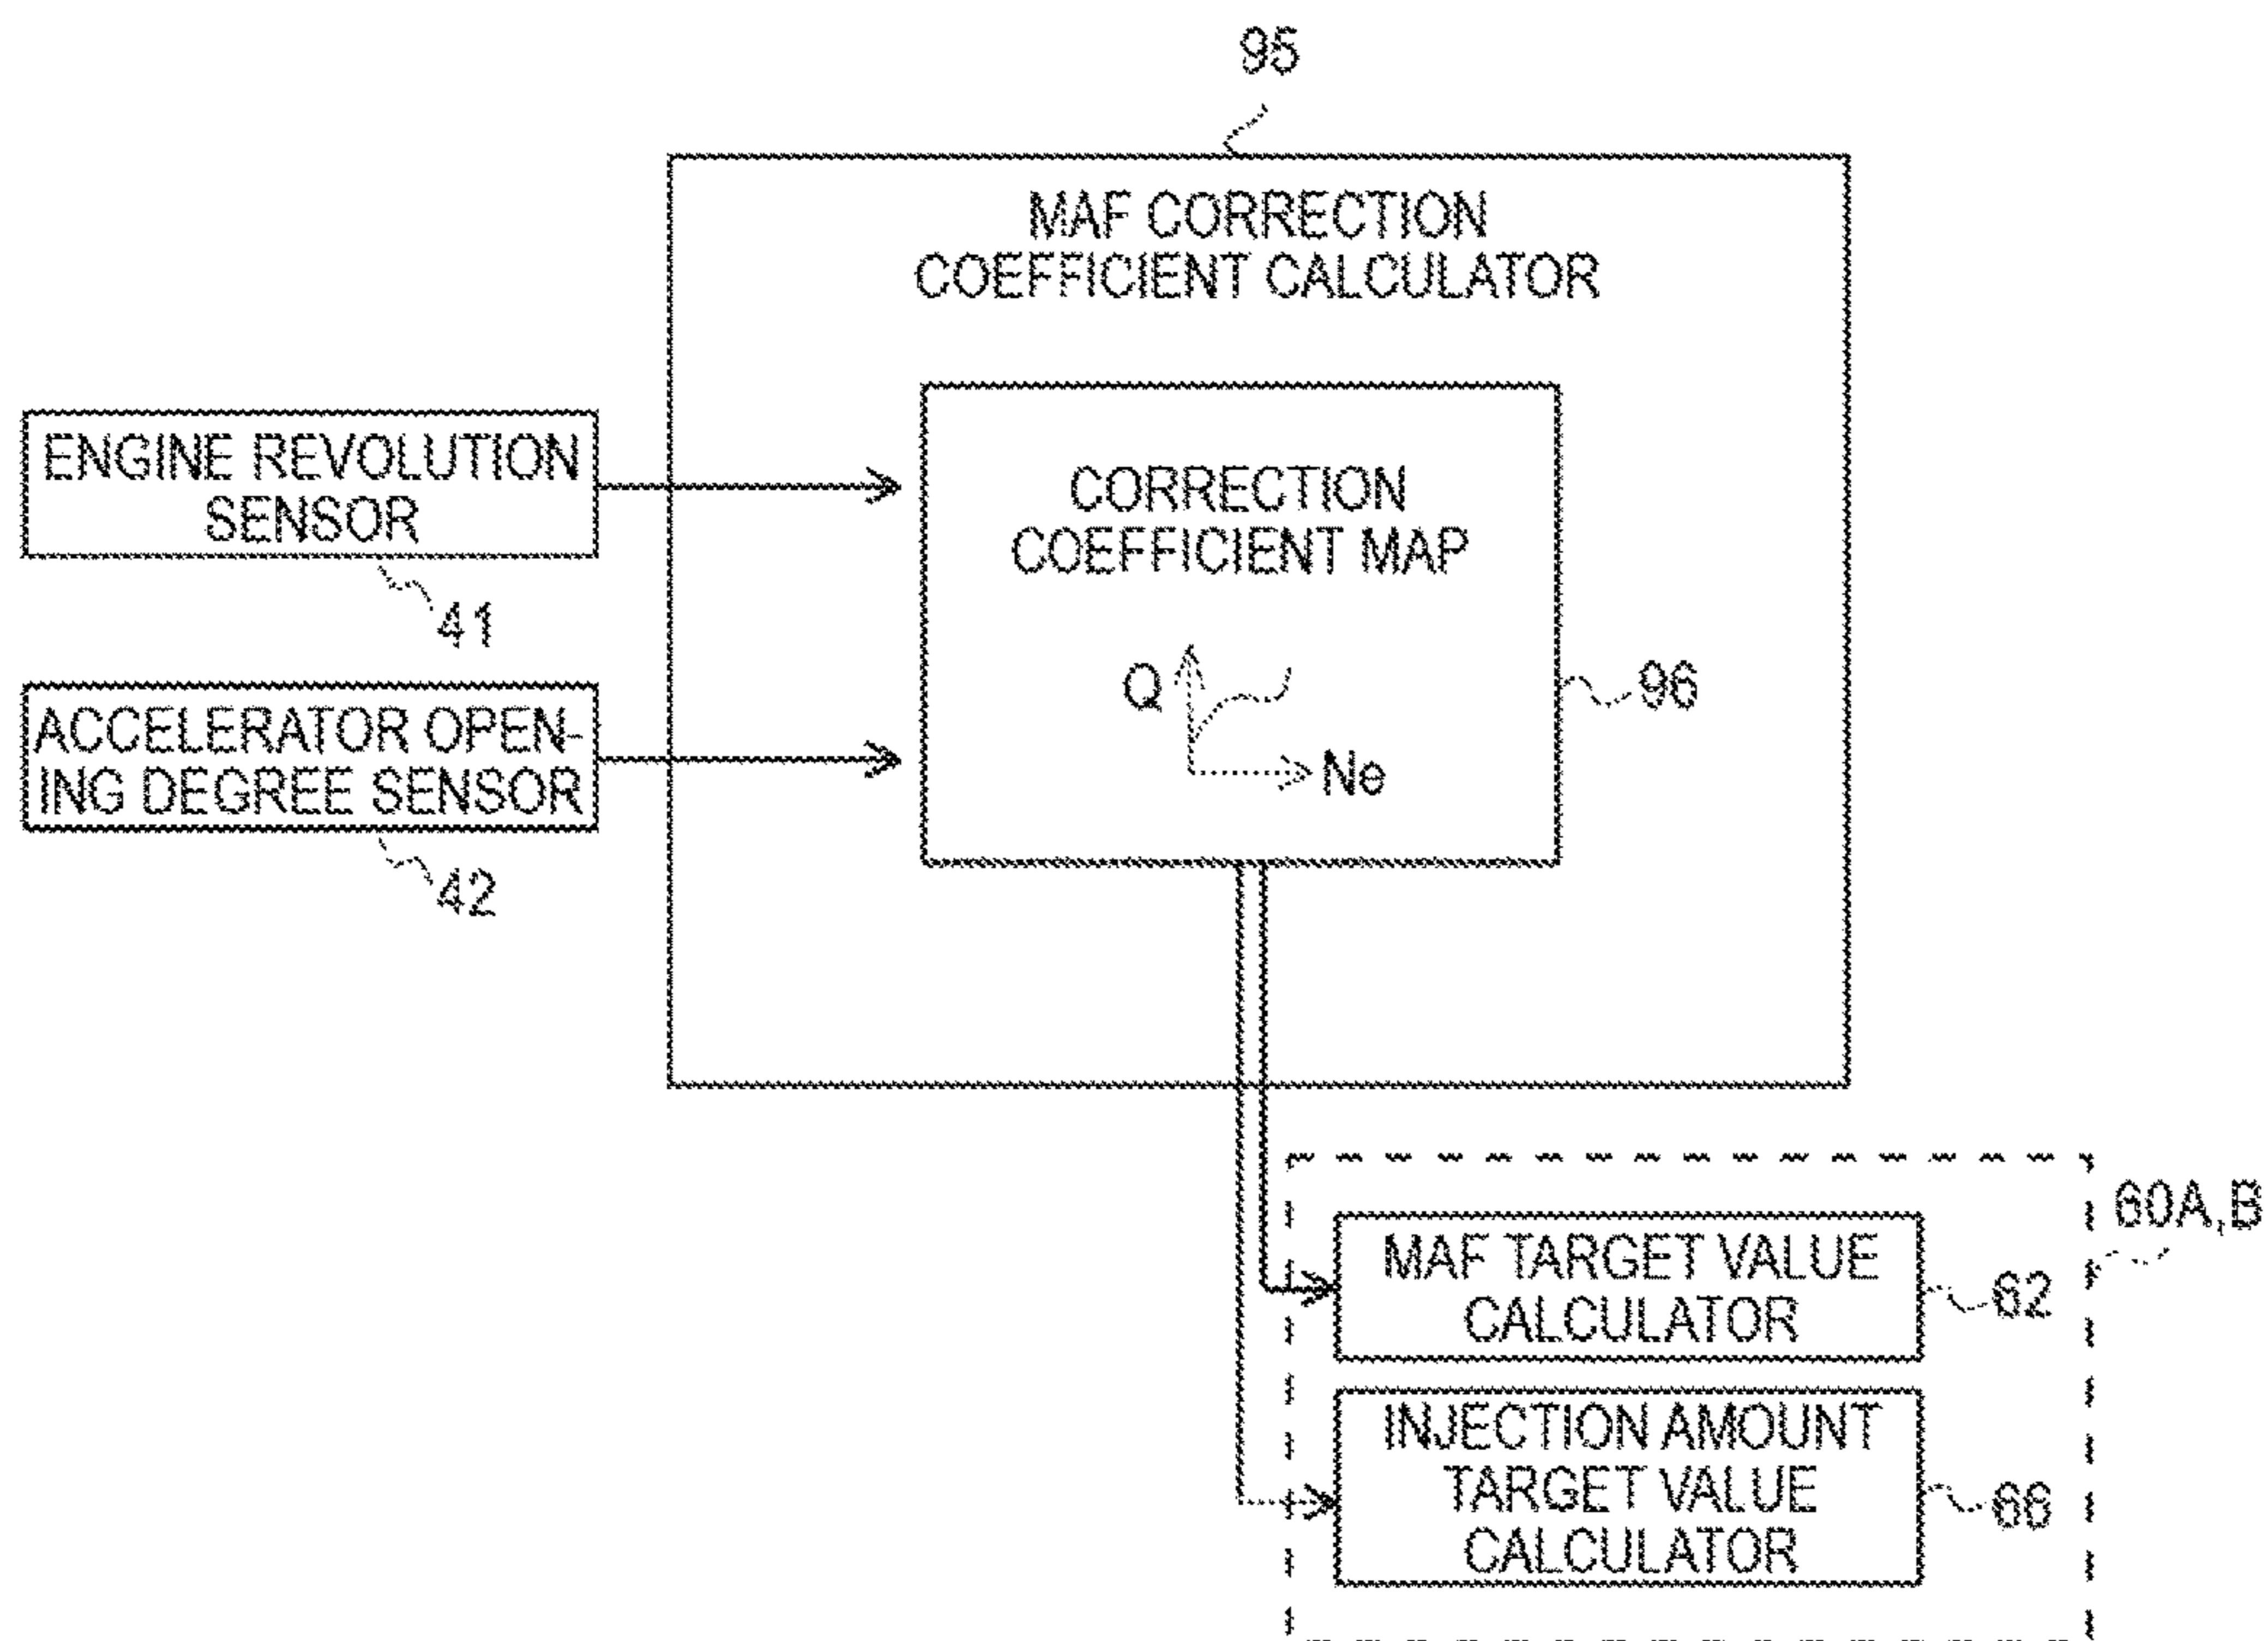 95
MAF CORRECTION
COEFFICIENT CALCULATOR
ENGINE REVOLUTION
SENSOR
41
ACCELERATOR OPEN-
ING DEGREE SENSOR
42
CORRECTION
COEFFICIENT MAP
Q
Ne
96
60A,B
MAF TARGET VALUE
CALCULATOR
62
INJECTION AMOUNT
TARGET VALUE
CALCULATOR
66